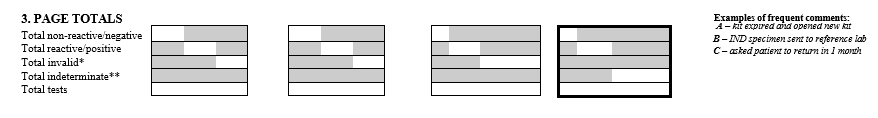 3. PAGE TOTALS
Total non-reactive/negative
Total reactive/positive
Total invalid*
Total indeterminate**
Total tests
Examples of frequent comments:
A – kit expired and opened new kit
B – IND specimen sent to reference lab
C – asked patient to return in 1 month